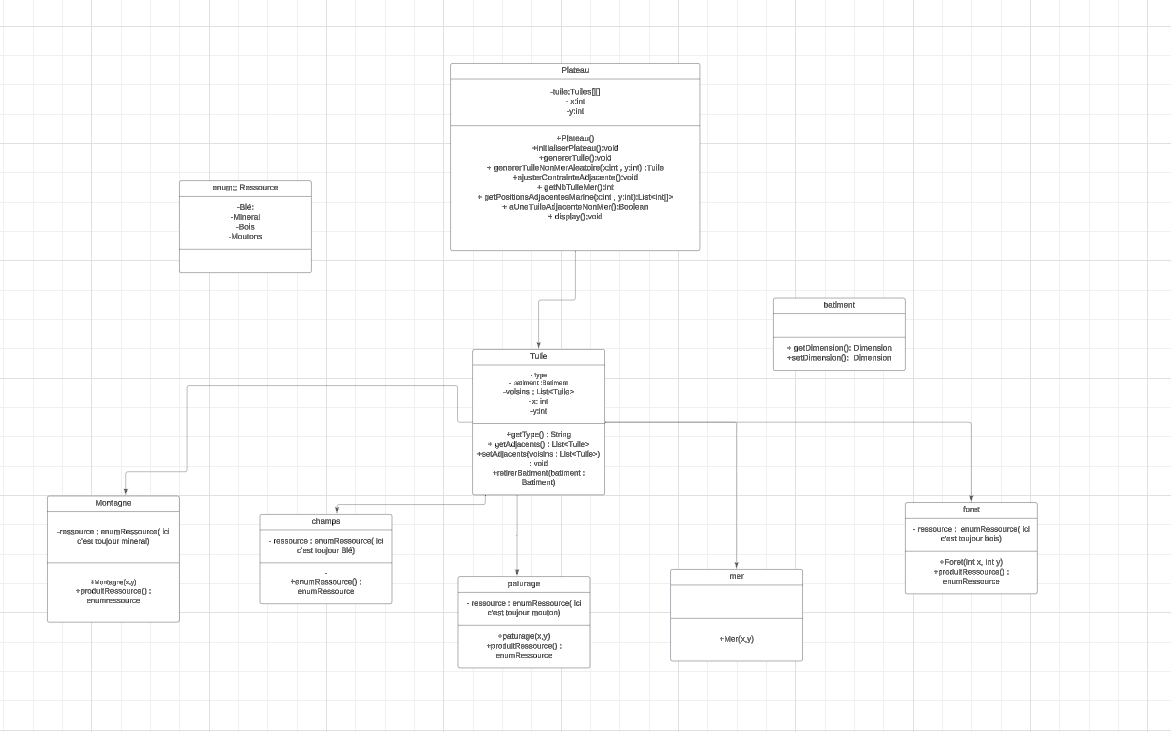 Plateau
-tuile:Tuiles[][]
- x:int
-y:int
+Plateau()
+initialiserPlateau():void
+genererTuile():void
+ genererTuileNonMerAleatoire(x:int , y:int) :Tuile
+ajusterContrainteAdjacente():void
+ getNbTuileMer():int
+ getPositionsAdjacentesMarine(x:int , y:int):List<int[]>
+ aUneTuileAdjacenteNonMer():Boolean
+ display():void
enum:: Ressource
-Blé:
-Mineral
-Bois
-Moutons
batiment
+ getDimension(): Dimension
+setDimension(): Dimension
Tuile
- Type
- batiment :Batiment
-voisins : List<Tuile>
-x: int
-y:int
+getType() : String
+ getAdjacents() : List<Tuile>
+setAdjacents(voisins : List<Tuile>)
: void
+retirerBatiment(batiment :
Batiment)
Montagne
-ressource : enumRessource( ici
c'est toujour mineral)
+Montagne(x,y)
+produitRessource() :
enumressource
champs
- ressource : enumRessource( ici
c'est toujour Blé)
-
+enumRessource() :
enumRessource
paturage
- ressource : enumRessource( ici
c'est toujour mouton)
+paturage(x,y)
+produitRessource() :
enumRessource
mer
+Mer(x,y)
foret
- ressource : enumRessource( ici
c'est toujour bois)
+Foret(int x, int y)
+produitRessource() :
enumRessource